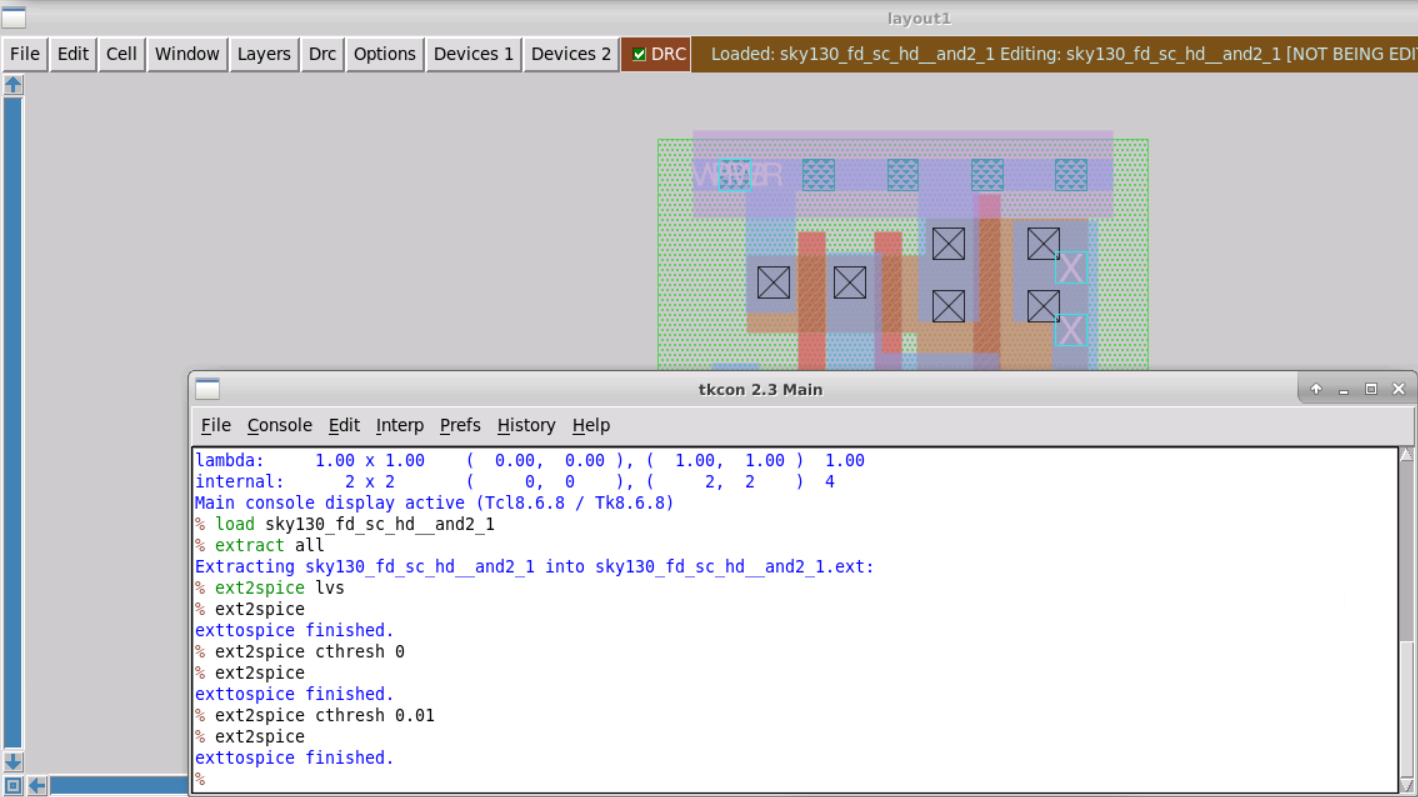 layout1
File Edit Cell Window Layers Drc Options Devices 1 Devices 2 DRC Loaded: sky130_fd_sc_hd__and2_1 Editing: sky130_fd_sc_hd__and2_1 [NOT BEING EDI
X
X
tkcon 2.3 Main
File Console Edit Interp Prefs History Help
lambda: 1.00 x 1.00 ( 0.00, 0.00 ), ( 1.00, 1.00 ) 1.00
internal: 2 x 2 ( 0, 0 ), ( 2, 2 ) 4
Main console display active (Tcl8.6.8 / Tk8.6.8)
% load sky130_fd_sc_hd__and2_1
% extract all
Extracting sky130_fd_sc_hd__and2_1 into sky130_fd_sc_hd__and2_1.ext:
% ext2spice lvs
% ext2spice
exttospice finished.
% ext2spice cthresh 0
% ext2spice
exttospice finished.
% ext2spice cthresh 0.01
% ext2spice
exttospice finished.
%